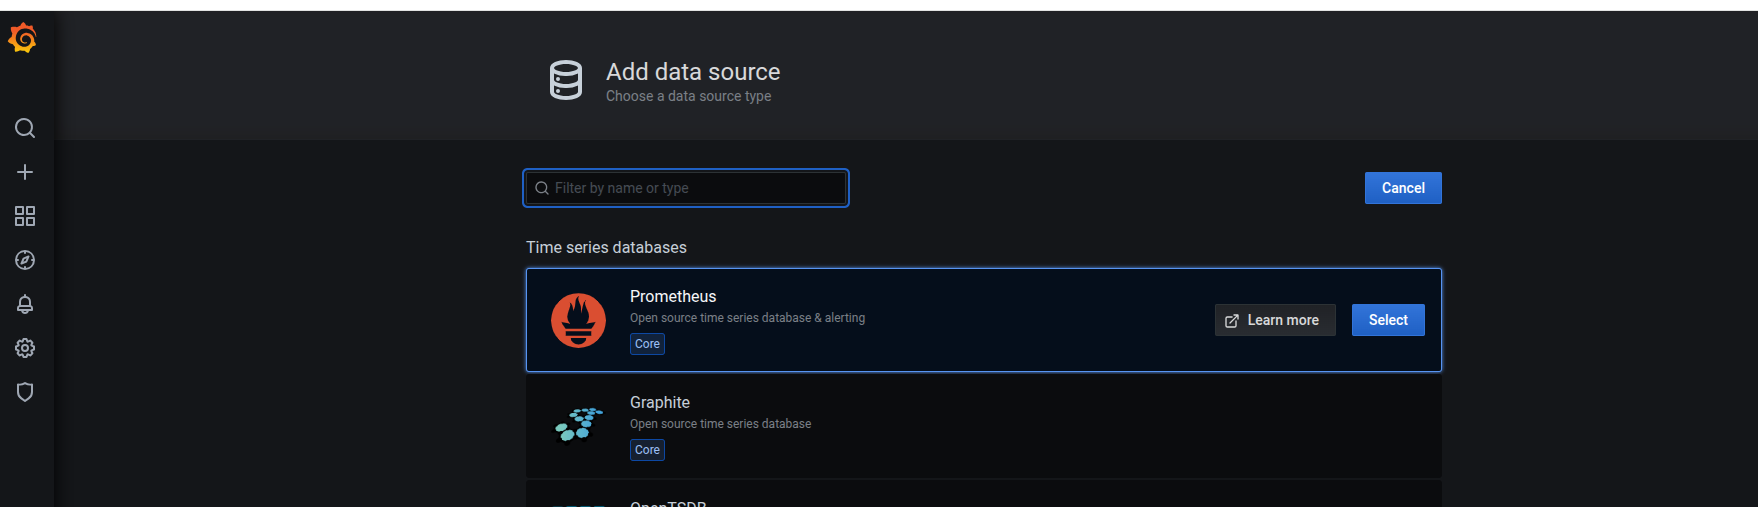 Add data source
Choose a data source type
Filter by name or type
Cancel
Time series databases
Prometheus
Open source time series database & alerting
Core
Learn more
Select
Graphite
Open source time series database
Core
OpenTSDB